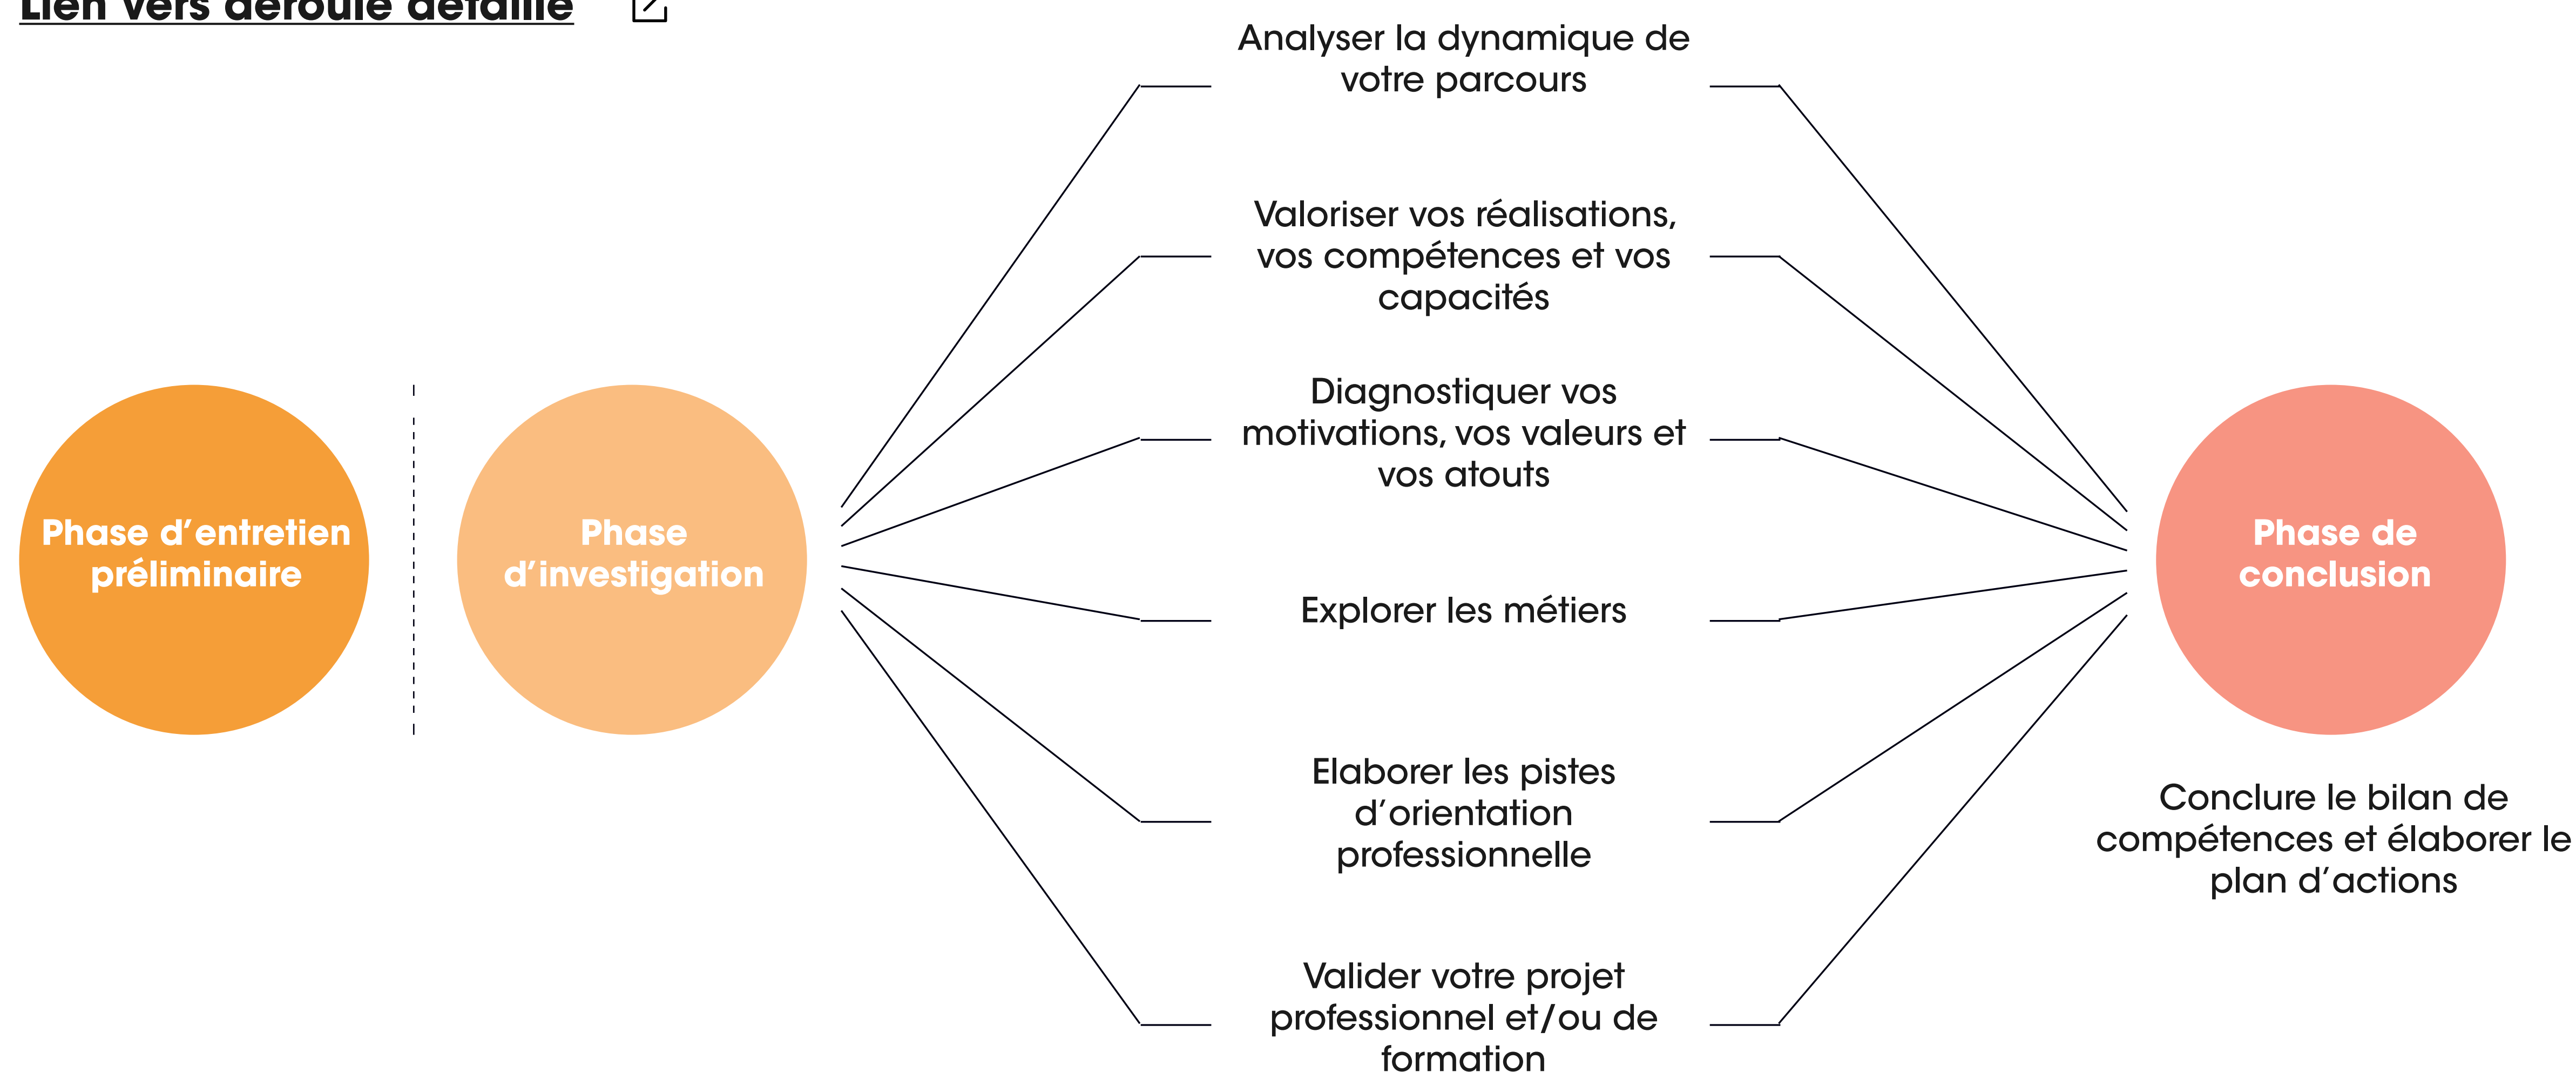 Lien vers déroulé détaillé
Analyser la dynamique de
votre parcours
Valoriser vos réalisations,
vos compétences et vos
capacités
Diagnostiquer vos
motivations, vos valeurs et
vos atouts
Phase d’entretien
préliminaire
Phase
d’investigation
Explorer les métiers
Phase de
conclusion
Elaborer les pistes
d’orientation
professionnelle
Conclure le bilan de
compétences et élaborer le
plan d’actions
Valider votre projet
professionnel et/ou de
formation